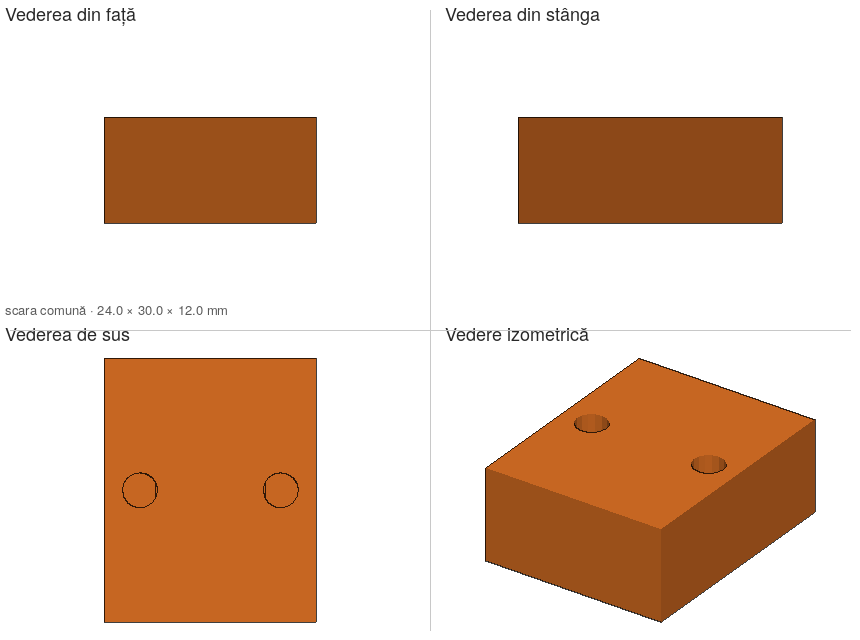 Vederea din față
Vederea din stânga
scara comună · 24.0 × 30.0 × 12.0 mm
Vederea de sus
Vedere izometrică